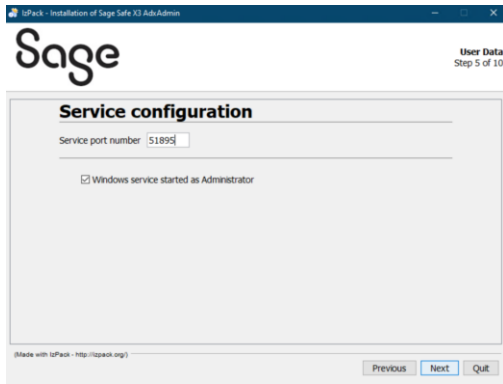 IzPack - Installation of Sage Safe X3 AdxAdmin
Sage
User Data
Step 5 of 10
Service configuration
Service port number 51895
Windows service started as Administrator
(Made with IzPack - http://izpack.org/)
Previous Next Quit